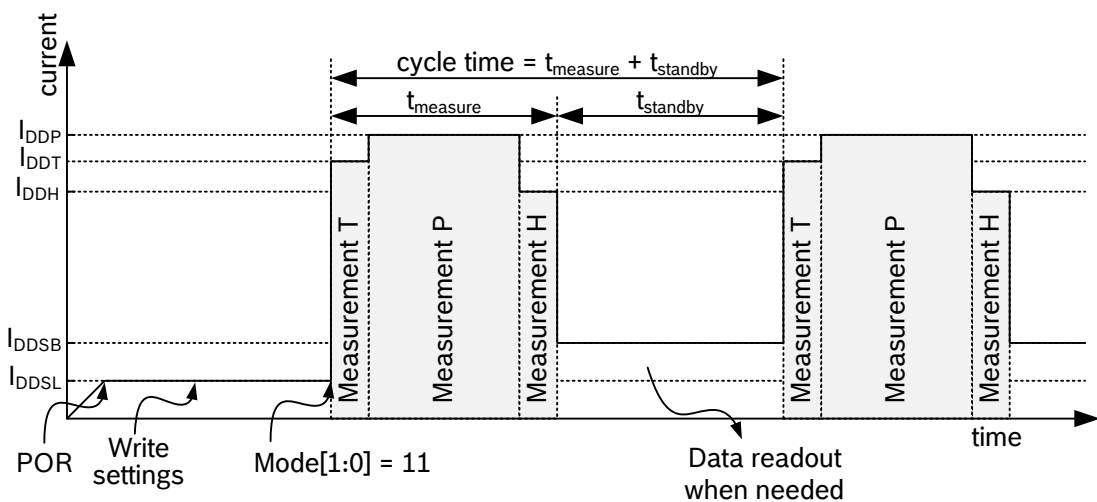 current
cycle time = tmeasure + tstandby
tmeasure
tstandby
IDDP
IDDT
IDDH
IDDSB
IDDSL
Measurement T
Measurement P
Measurement H
Measurement T
Measurement P
Measurement H
time
POR
Write
settings
Mode[1:0] = 11
Data readout
when needed